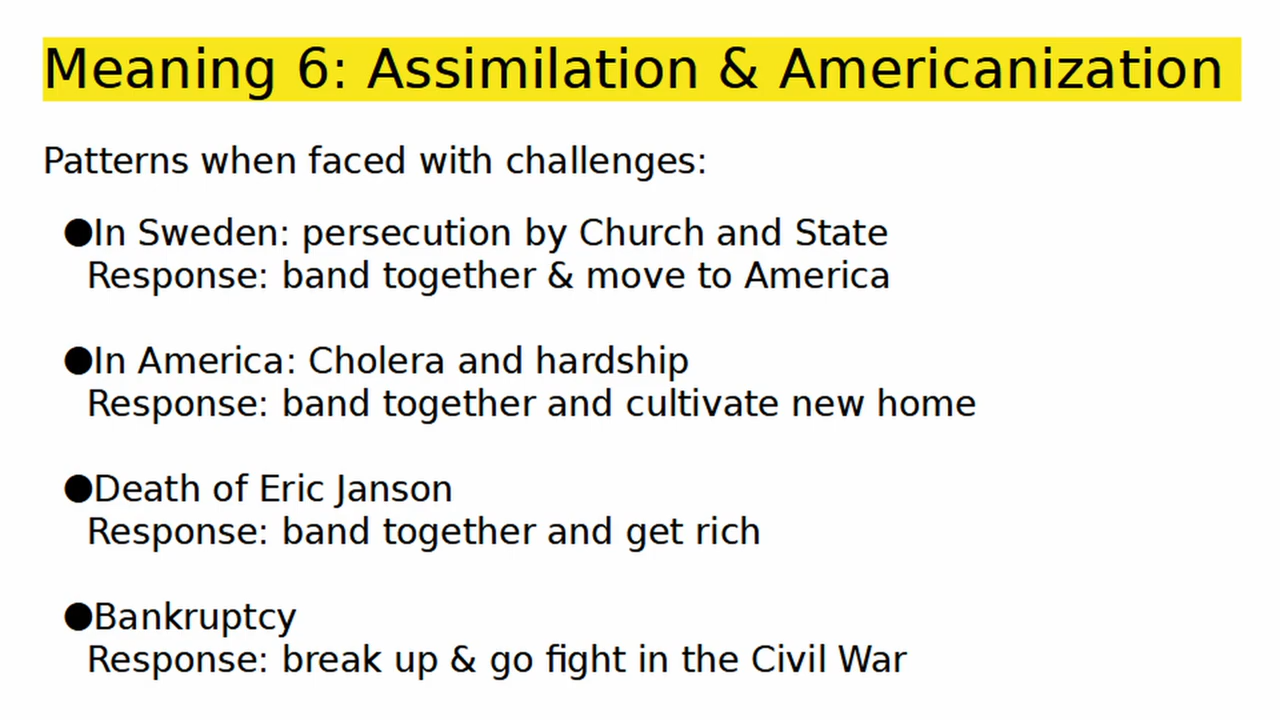 Meaning 6: Assimilation & Americanization
Patterns when faced with challenges:
●In Sweden: persecution by Church and State
Response: band together & move to America
●In America: Cholera and hardship
Response: band together and cultivate new home
●Death of Eric Janson
Response: band together and get rich
●Bankruptcy
Response: break up & go fight in the Civil War